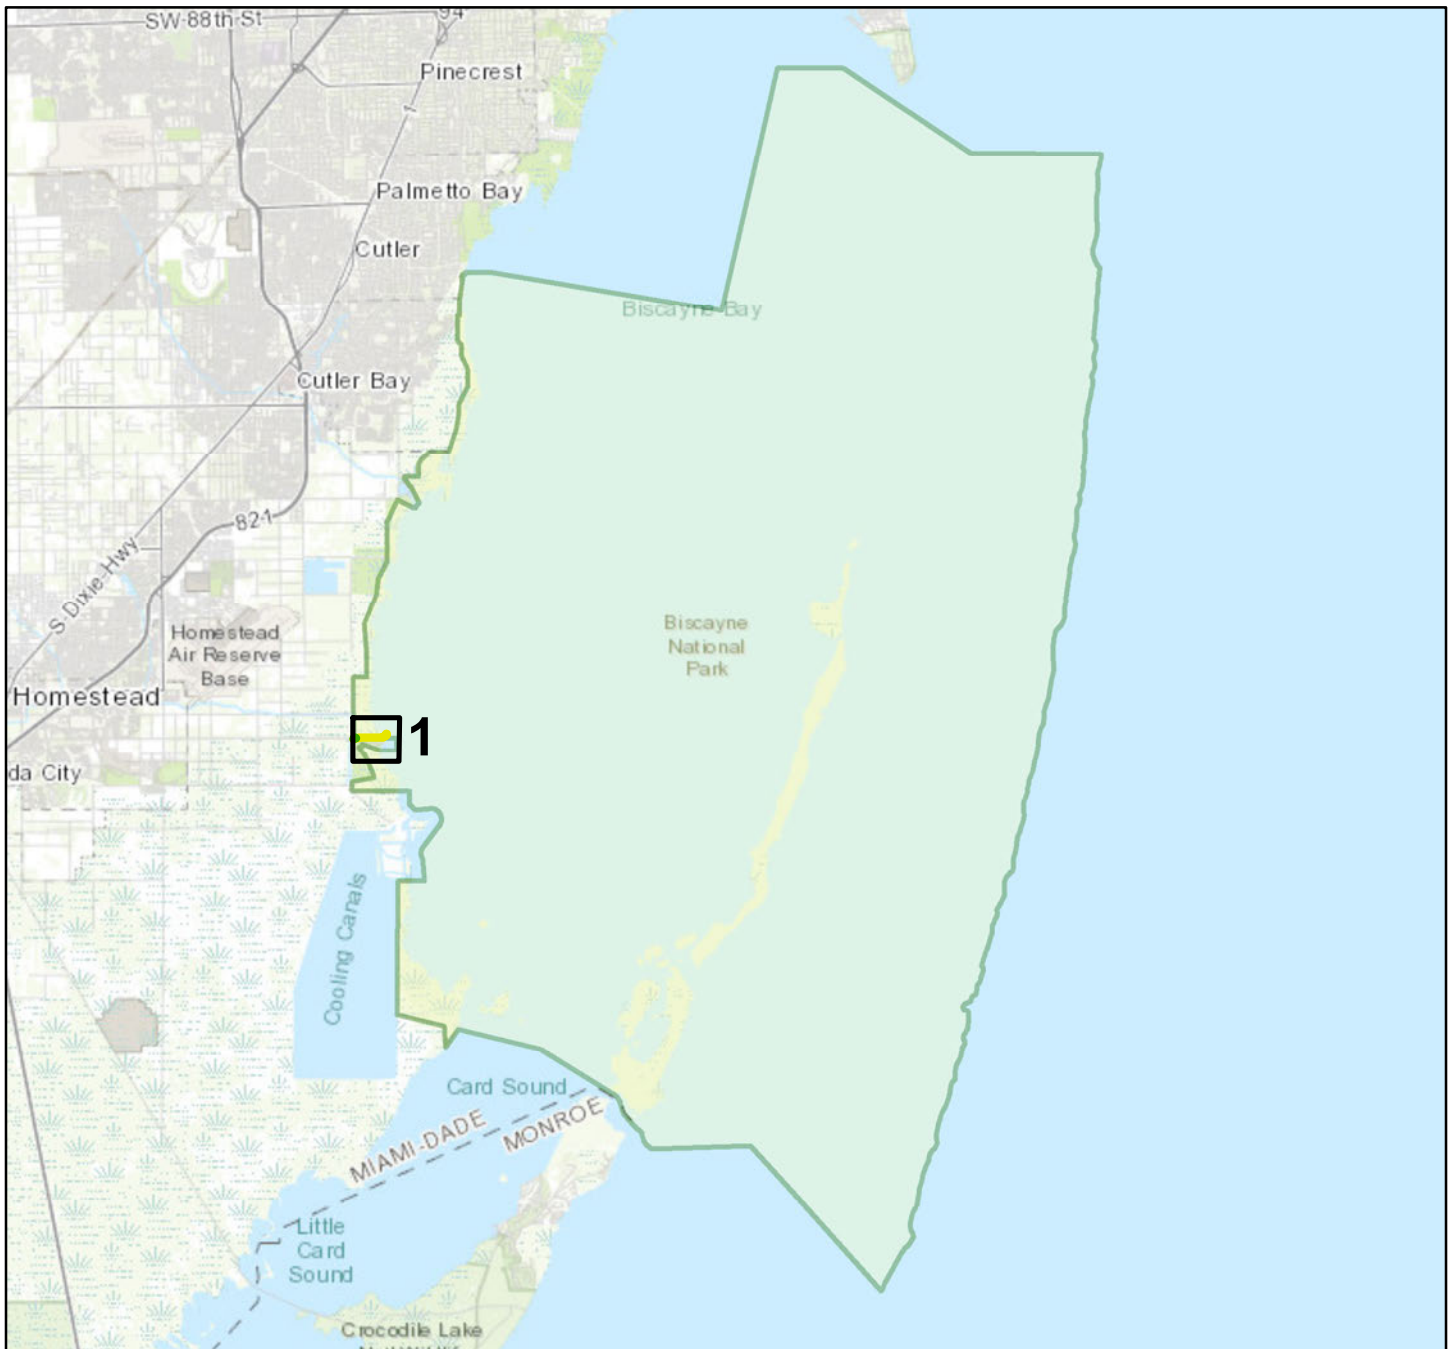 SW 88th St
94
Pinecrest
1
Palmetto Bay
Cutler
Biscayne Bay
Cutler Bay
821
S Dixie Hwy
Biscayne
National
Park
Homestead
Air Reserve
Base
Homestead
1
da City
Cooling Canals
Card Sound
MIAMI-DADE
MONROE
Little
Card
Sound
Crocodile Lake